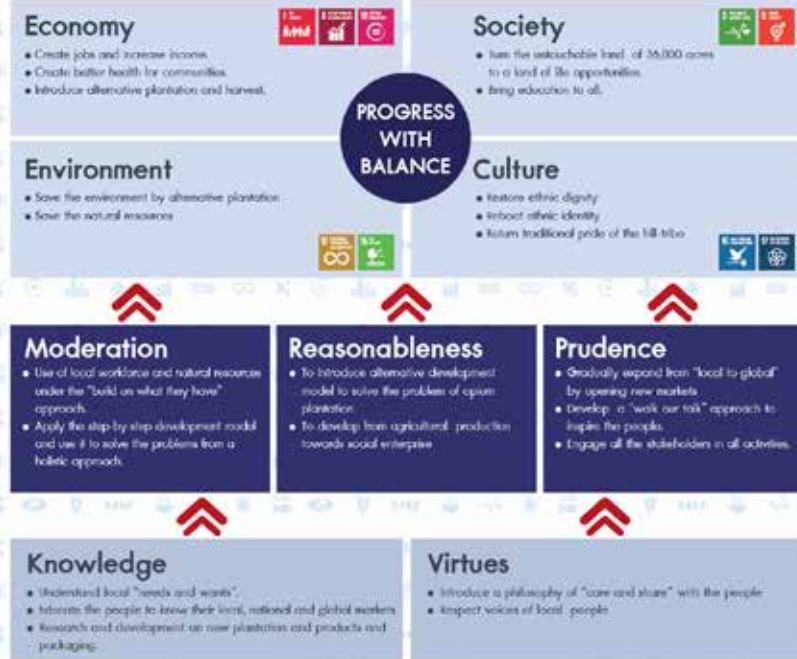 Economy
• Create jobs and increase income.
• Create better health for communities.
• Introduce alternative plantation and harvest.
Society
• Turn the untouchable land of 36,000 acres
to a land of life opportunities.
• Bring education to all.
PROGRESS
WITH
BALANCE
Environment
• Save the environment by alternative plantation
• Save the natural resources
Culture
• Restore ethnic dignity
• Reboot ethnic identity
• Return traditional pride of the hill-tribe
Moderation
• Use of local workforce and natural resources
under the "build on what they have"
approach.
• Apply the step-by-step development model
and use it to solve the problems from a
holistic approach.
Reasonableness
• To introduce alternative development
model to solve the problem of opium
plantation
• To develop from agricultural production
towards social enterprise
Prudence
• Gradually expand from "local to global"
by opening new markets
• Develop a "walk our talk" approach to
inspire the people.
• Engage all the stakeholders in all activities.
Knowledge
• Understand local "needs and wants".
• Educate the people to know their local, national and global markets
• Research and development on new plantation and products and
packaging.
Virtues
• Introduce a philosophy of "care and share" with the people
• Respect voices of local people